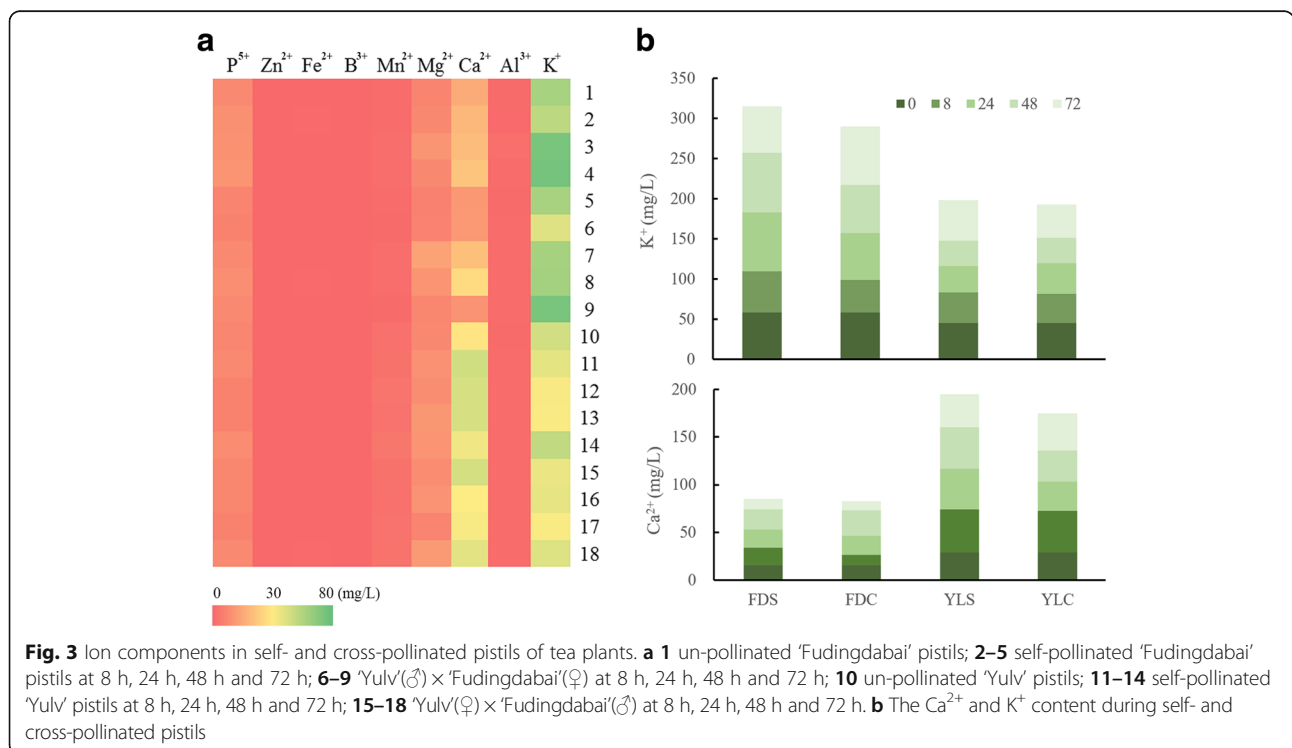 a
P⁵⁺ Zn²⁺ Fe²⁺ B³⁺ Mn²⁺ Mg²⁺ Ca²⁺ Al³⁺ K⁺
1
2
3
4
5
6
7
8
9
10
11
12
13
14
15
16
17
18
0 30 80 (mg/L)
b
0 8 24 48 72
K⁺ (mg/L)
350
300
250
200
150
100
50
0
Ca²⁺ (mg/L)
200
150
100
50
0
FDS FDC YLS YLC
Fig. 3 Ion components in self- and cross-pollinated pistils of tea plants. a 1 un-pollinated ‘Fudingdabai’ pistils; 2–5 self-pollinated ‘Fudingdabai’
pistils at 8 h, 24 h, 48 h and 72 h; 6–9 ‘Yulv’(♂) × ‘Fudingdabai’(♀) at 8 h, 24 h, 48 h and 72 h; 10 un-pollinated ‘Yulv’ pistils; 11–14 self-pollinated
‘Yulv’ pistils at 8 h, 24 h, 48 h and 72 h; 15–18 ‘Yulv’(♀) × ‘Fudingdabai’(♂) at 8 h, 24 h, 48 h and 72 h. b The Ca²⁺ and K⁺ content during self- and
cross-pollinated pistils